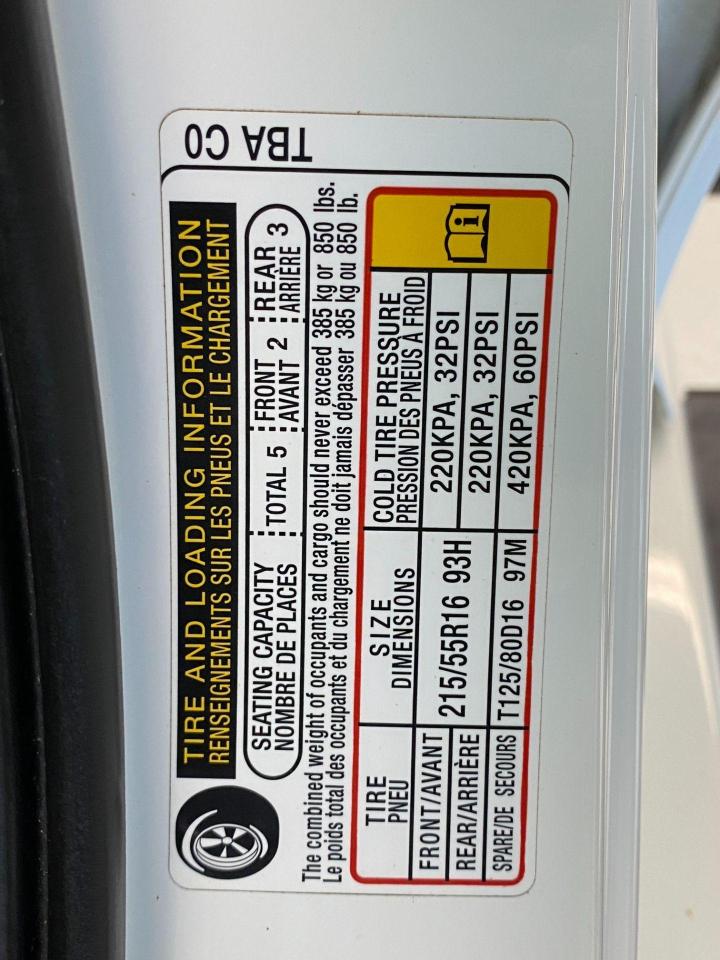 TBA C0
TIRE AND LOADING INFORMATION
RENSEIGNEMENTS SUR LES PNEUS ET LE CHARGEMENT
SEATING CAPACITY
NOMBRE DE PLACES
TOTAL 5
FRONT
AVANT 2
REAR
ARRIÈRE 3
The combined weight of occupants and cargo should never exceed 385 kg or 850 lbs.
Le poids total des occupants et du chargement ne doit jamais dépasser 385 kg ou 850 lb.
TIRE
PNEU
SIZE
DIMENSIONS
COLD TIRE PRESSURE
PRESSION DES PNEUS À FROID
FRONT/AVANT
215/55R16 93H
220KPA, 32PSI
REAR/ARRIÈRE
220KPA, 32PSI
SPARE/DE SECOURS
T125/80D16 97M
420KPA, 60PSI